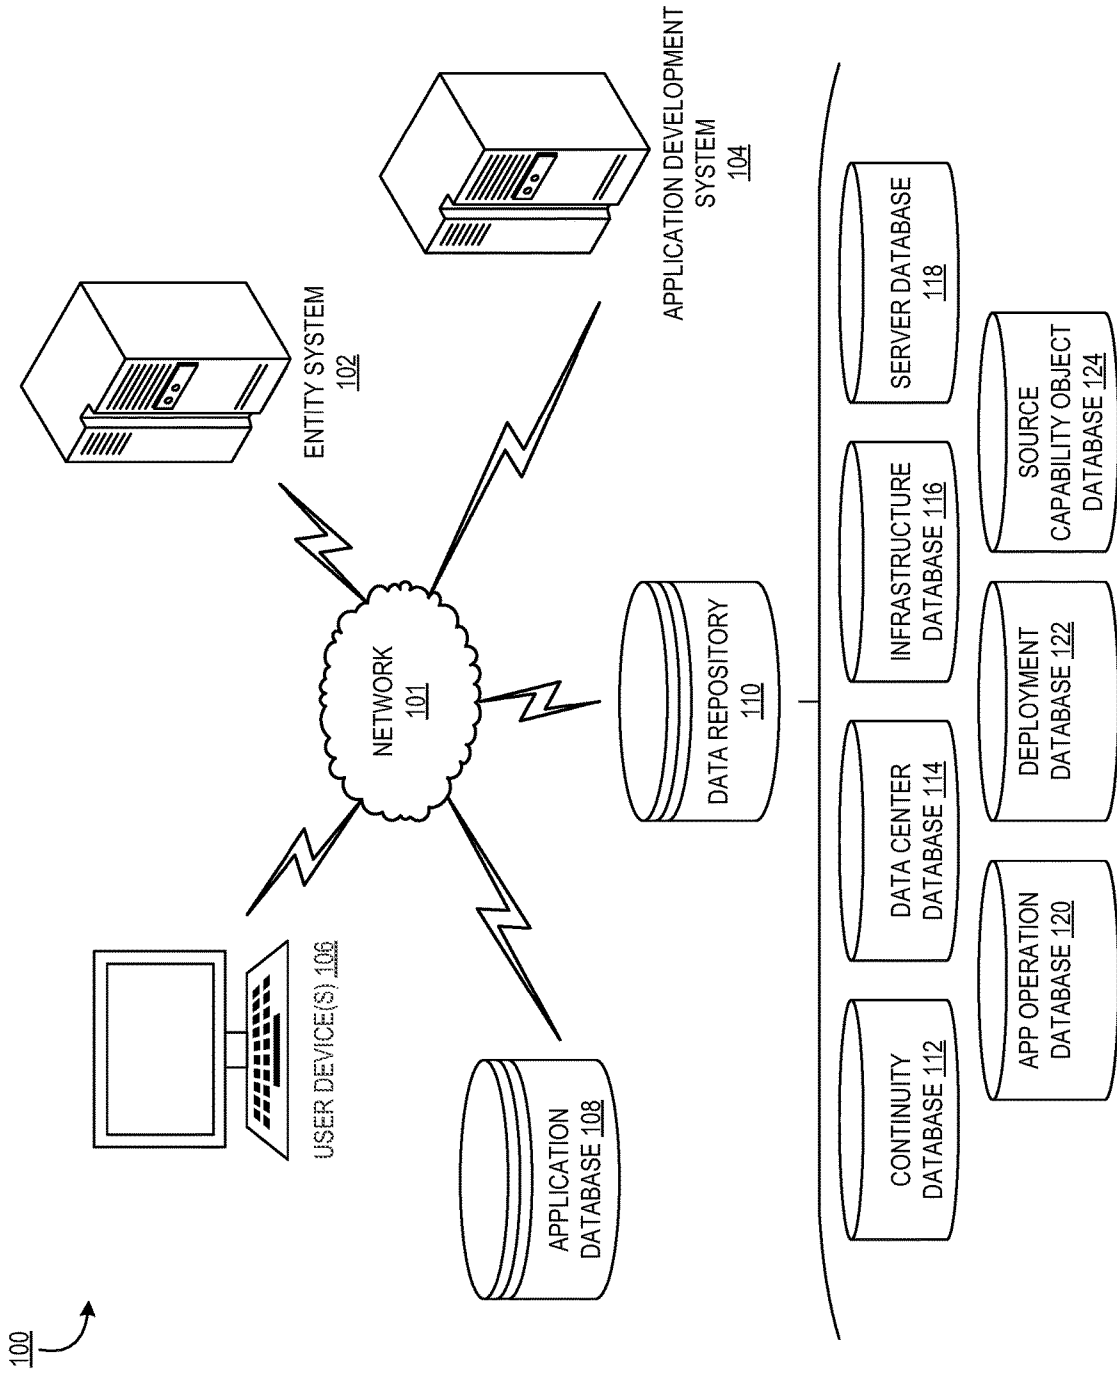 100
USER DEVICE(S) 106
ENTITY SYSTEM
102
NETWORK
101
APPLICATION
DATABASE 108
APPLICATION DEVELOPMENT
SYSTEM
104
DATA REPOSITORY
110
CONTINUITY
DATABASE 112
DATA CENTER
DATABASE 114
INFRASTRUCTURE
DATABASE 116
SERVER DATABASE
118
APP OPERATION
DATABASE 120
DEPLOYMENT
DATABASE 122
SOURCE
CAPABILITY OBJECT
DATABASE 124